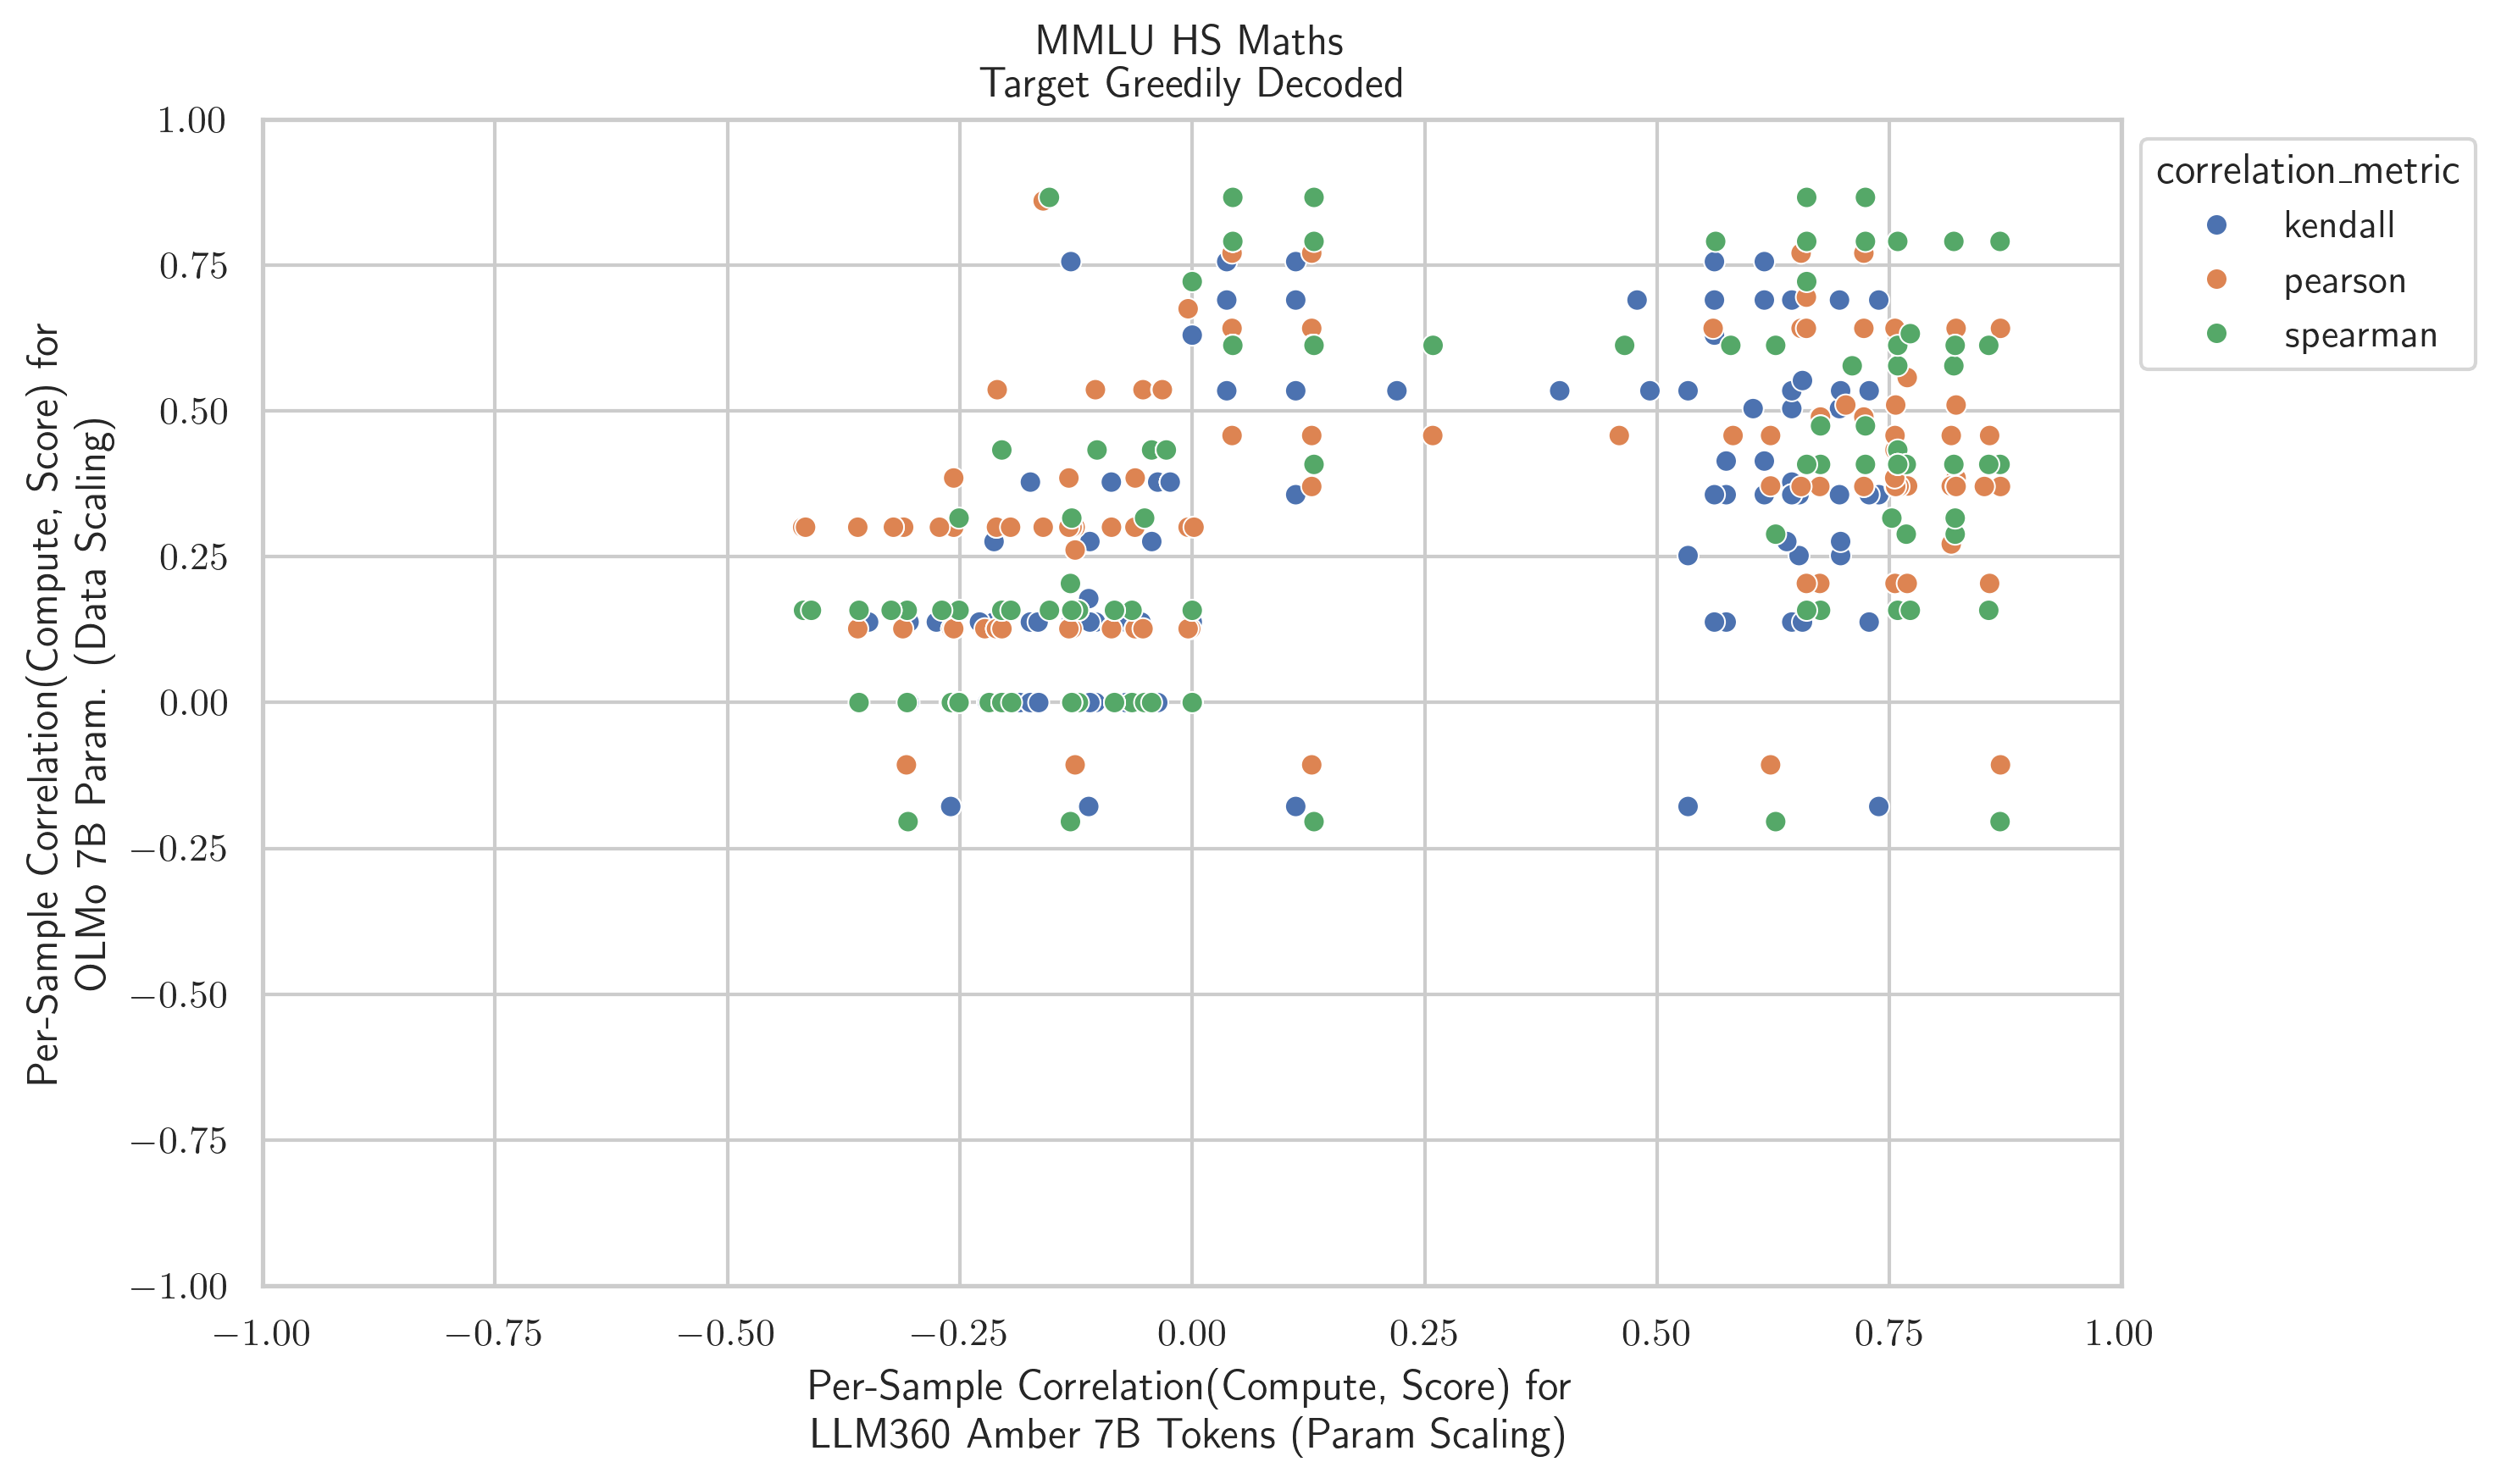 MMLU HS Maths
Target Greedily Decoded
Per-Sample Correlation(Compute, Score) for
OLMo 7B Param. (Data Scaling)
1.00
0.75
0.50
0.25
0.00
−0.25
−0.50
−0.75
−1.00
−1.00 −0.75 −0.50 −0.25 0.00 0.25 0.50 0.75 1.00
Per-Sample Correlation(Compute, Score) for
LLM360 Amber 7B Tokens (Param Scaling)
correlation_metric
kendall
pearson
spearman